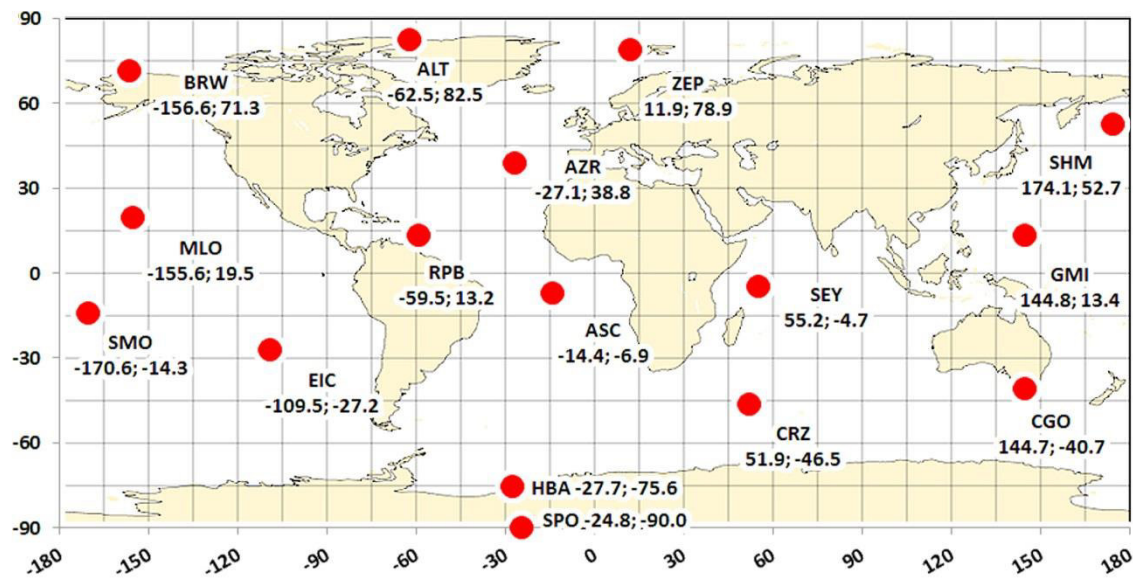 90
60
30
0
-30
-60
-90
BRW
-156.6; 71.3
ALT
-62.5; 82.5
ZEP
11.9; 78.9
AZR
-27.1; 38.8
SHM
174.1; 52.7
MLO
-155.6; 19.5
RPB
-59.5; 13.2
SEY
55.2; -4.7
GMI
144.8; 13.4
SMO
-170.6; -14.3
ASC
-14.4; -6.9
EIC
-109.5; -27.2
CRZ
51.9; -46.5
CGO
144.7; -40.7
HBA -27.7; -75.6
SPO -24.8; -90.0
-180 -150 -120 -90 -60 -30 0 30 60 90 120 150 180